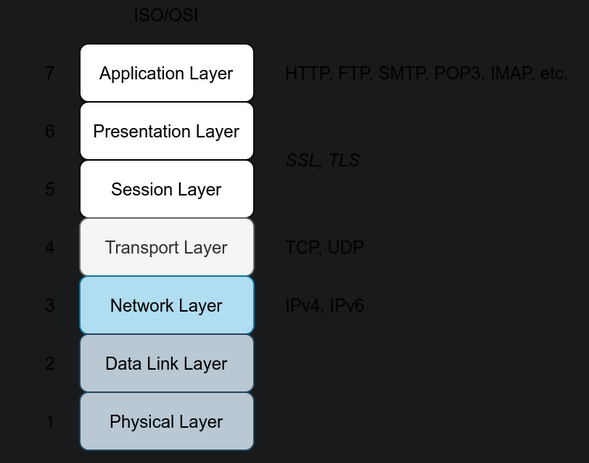 ISO/OSI
7 Application Layer HTTP, FTP, SMTP, POP3, IMAP, etc.
6 Presentation Layer
SSL, TLS
5 Session Layer
4 Transport Layer TCP, UDP
3 Network Layer IPv4, IPv6
2 Data Link Layer
1 Physical Layer